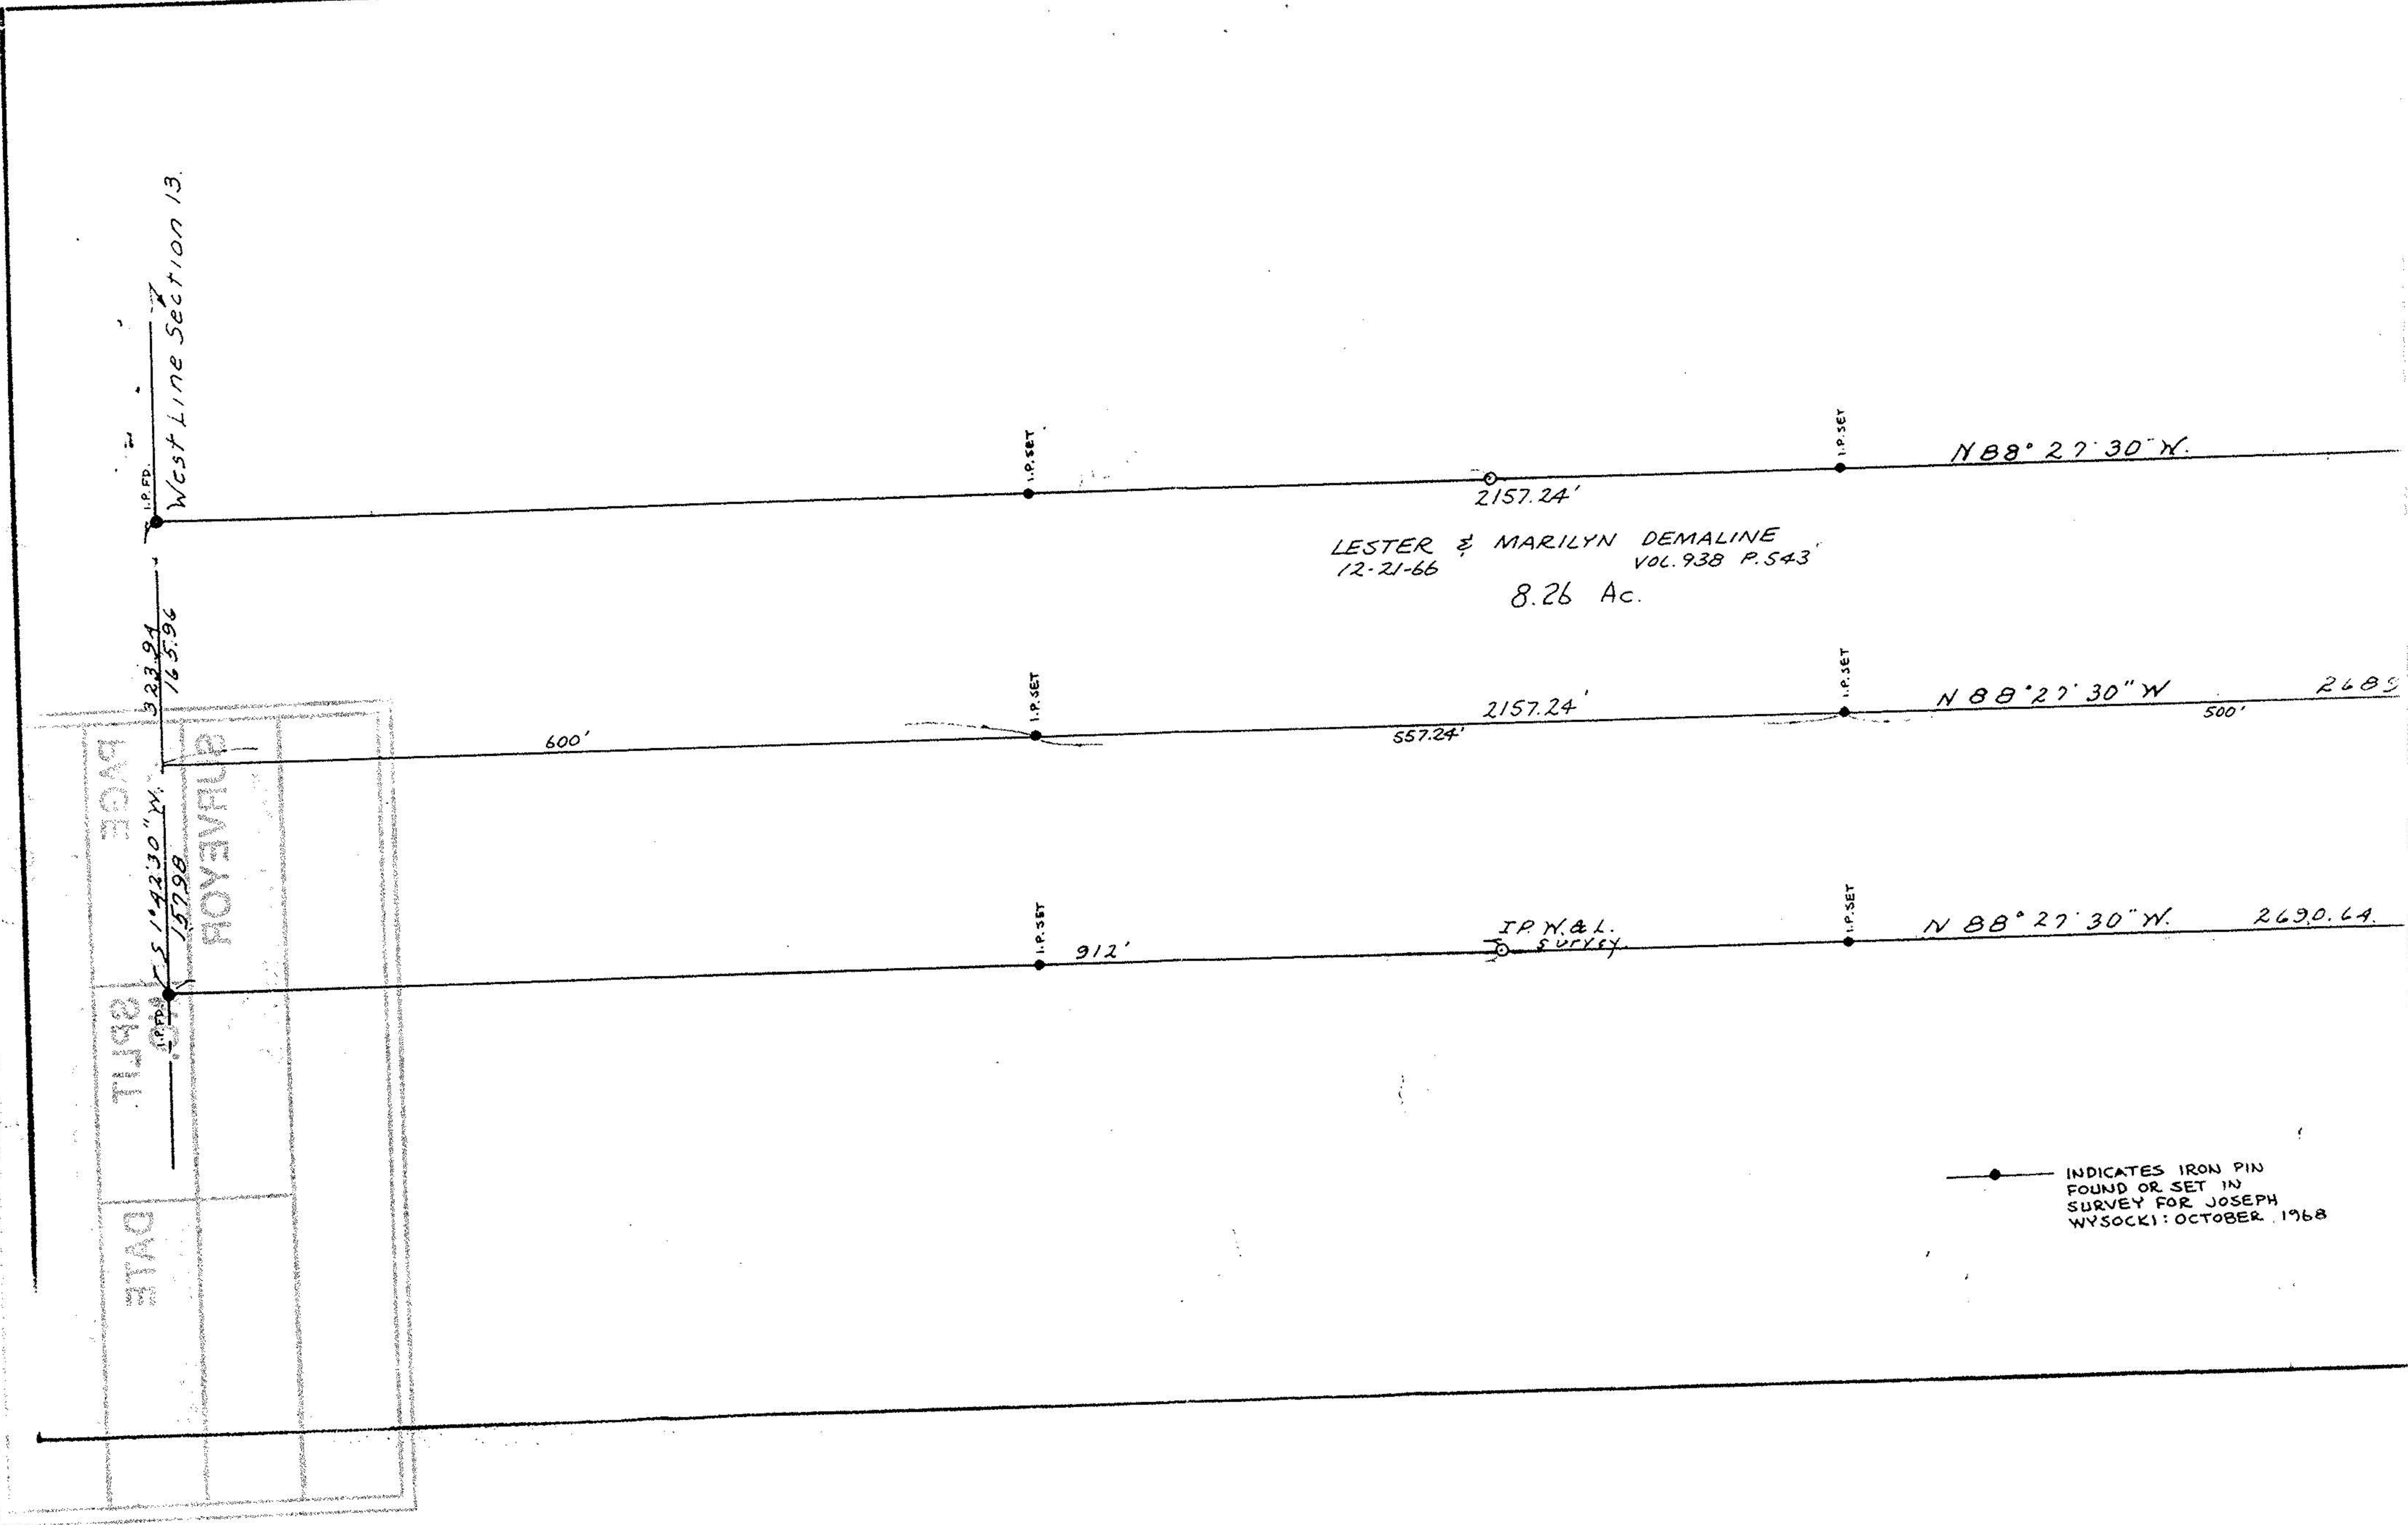 West Line Section 13.
I.P. FD.
I.P. SET
I.P. SET
N 88° 27' 30" W.
2157.24'
LESTER & MARILYN DEMALINE
12-21-66
VOL. 938 P. 543
8.26 Ac.
323.94
165.96
I.P. SET
I.P. SET
600'
2157.24'
557.24'
N 88° 27' 30" W
500'
S 1° 42' 30" W.
157.98
I.P. FD.
I.P. SET
912'
I.P. W. & L.
survey.
I.P. SET
N 88° 27' 30" W.
2690.64.
PAGE
SURVEYOR
SPLIT
NO.
DATE
INDICATES IRON PIN
FOUND OR SET IN
SURVEY FOR JOSEPH
WYSOCKI: OCTOBER, 1968